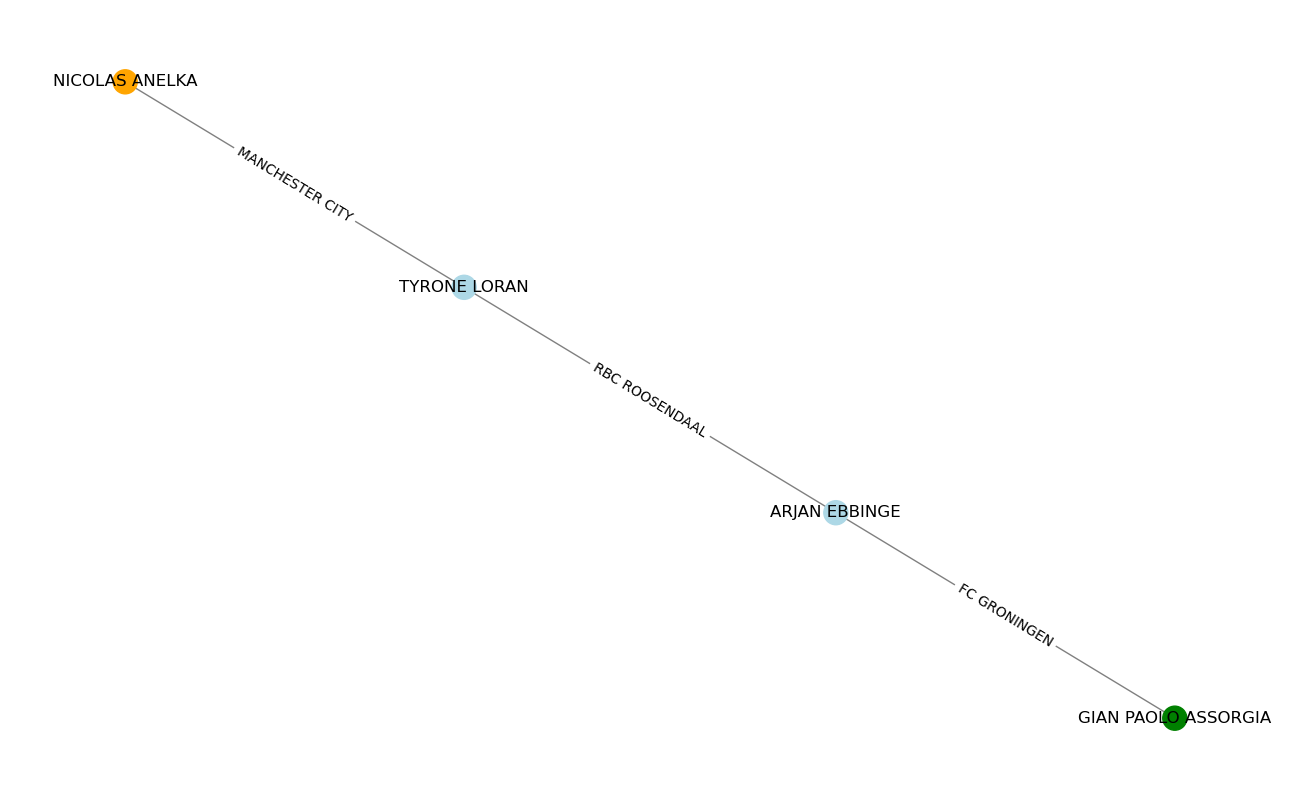 NICOLAS ANELKA
MANCHESTER CITY
TYRONE LORAN
RBC ROOSENDAAL
ARJAN EBBINGE
FC GRONINGEN
GIAN PAOLO ASSORGIA